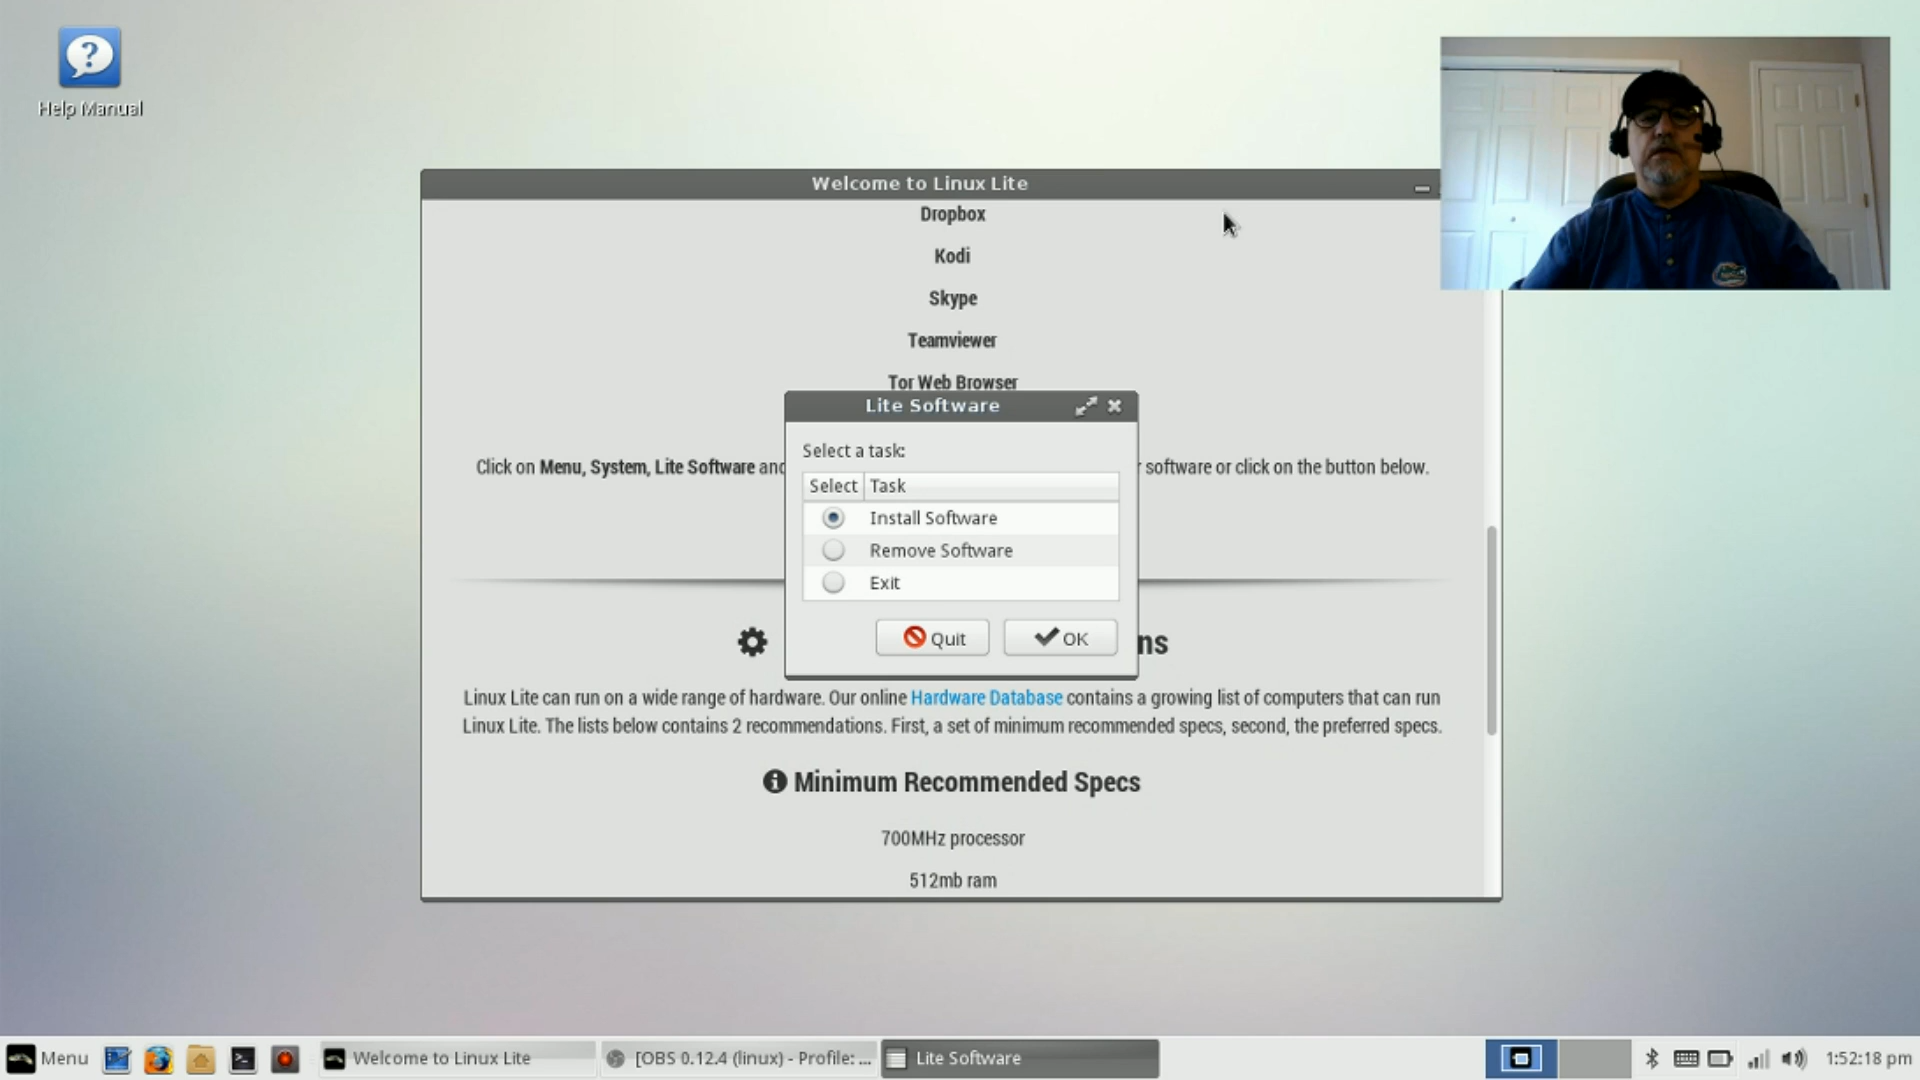 Help Manual
Welcome to Linux Lite
Dropbox
Kodi
Skype
Teamviewer
Tor Web Browser
Lite Software
Select a task:
Select Task
Install Software
Remove Software
Exit
Quit OK
Click on Menu, System, Lite Software and
software or click on the button below.
ns
Linux Lite can run on a wide range of hardware. Our online Hardware Database contains a growing list of computers that can run
Linux Lite. The lists below contains 2 recommendations. First, a set of minimum recommended specs, second, the preferred specs.
Minimum Recommended Specs
700MHz processor
512mb ram
Menu Welcome to Linux Lite [OBS 0.12.4 (linux) - Profile: ... Lite Software 1:52:18 pm